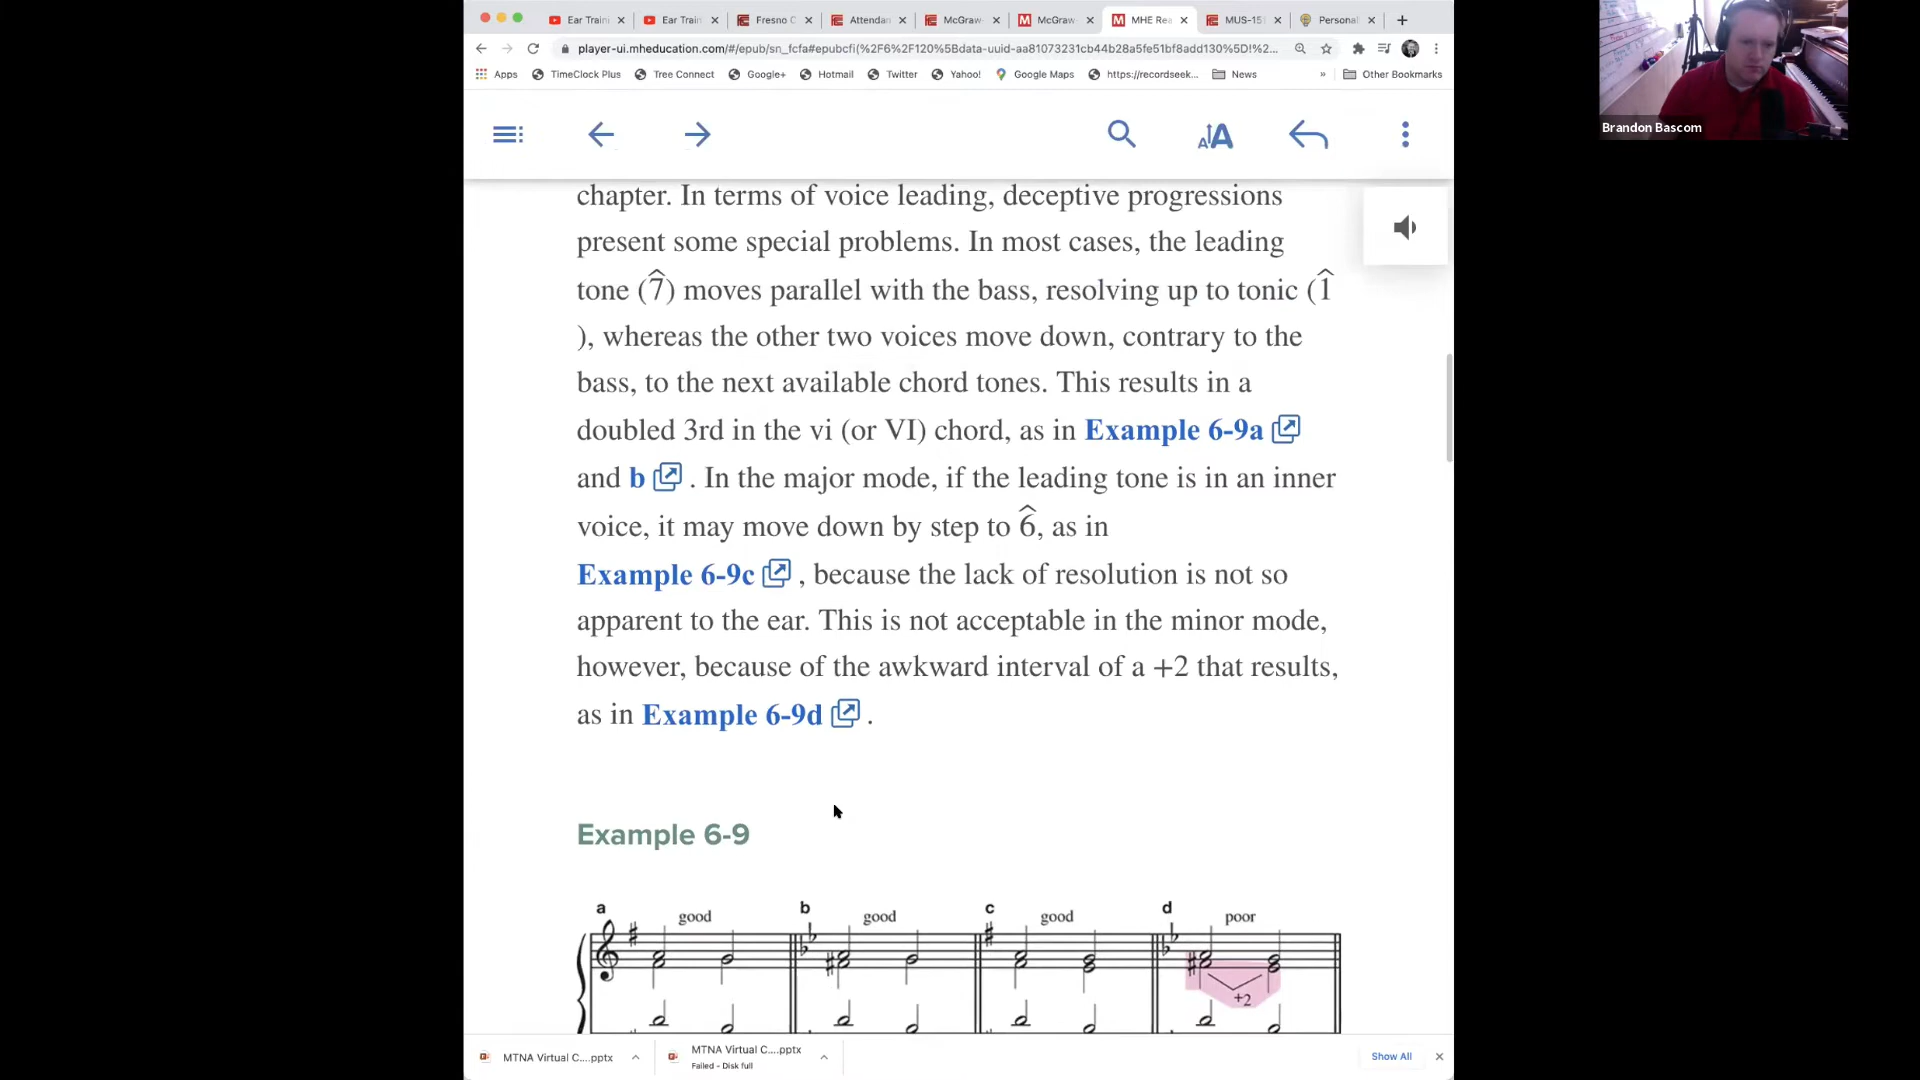 Ear Traini
Ear Train
Fresno C
Attendan
McGraw-
McGraw-
MHE Rea
MUS-15
Personal
player-ui.mheducation.com/#/epub/sn_fcfa#epubcfi(%2F6%2F120%5Bdata-uuid-aa81073231cb44b28a5fe51bf8add130%5D!%2...
Apps
TimeClock Plus
Tree Connect
Google+
Hotmail
Twitter
Yahoo!
Google Maps
https://recordseek...
News
»
Other Bookmarks
Brandon Bascom
AA
chapter. In terms of voice leading, deceptive progressions
present some special problems. In most cases, the leading
tone (7̂) moves parallel with the bass, resolving up to tonic (1̂
), whereas the other two voices move down, contrary to the
bass, to the next available chord tones. This results in a
doubled 3rd in the vi (or VI) chord, as in Example 6-9a
and b . In the major mode, if the leading tone is in an inner
voice, it may move down by step to 6̂, as in
Example 6-9c , because the lack of resolution is not so
apparent to the ear. This is not acceptable in the minor mode,
however, because of the awkward interval of a +2 that results,
as in Example 6-9d .
Example 6-9
a good b good c good d poor
+2
MTNA Virtual C....pptx
MTNA Virtual C....pptx
Failed - Disk full
Show All